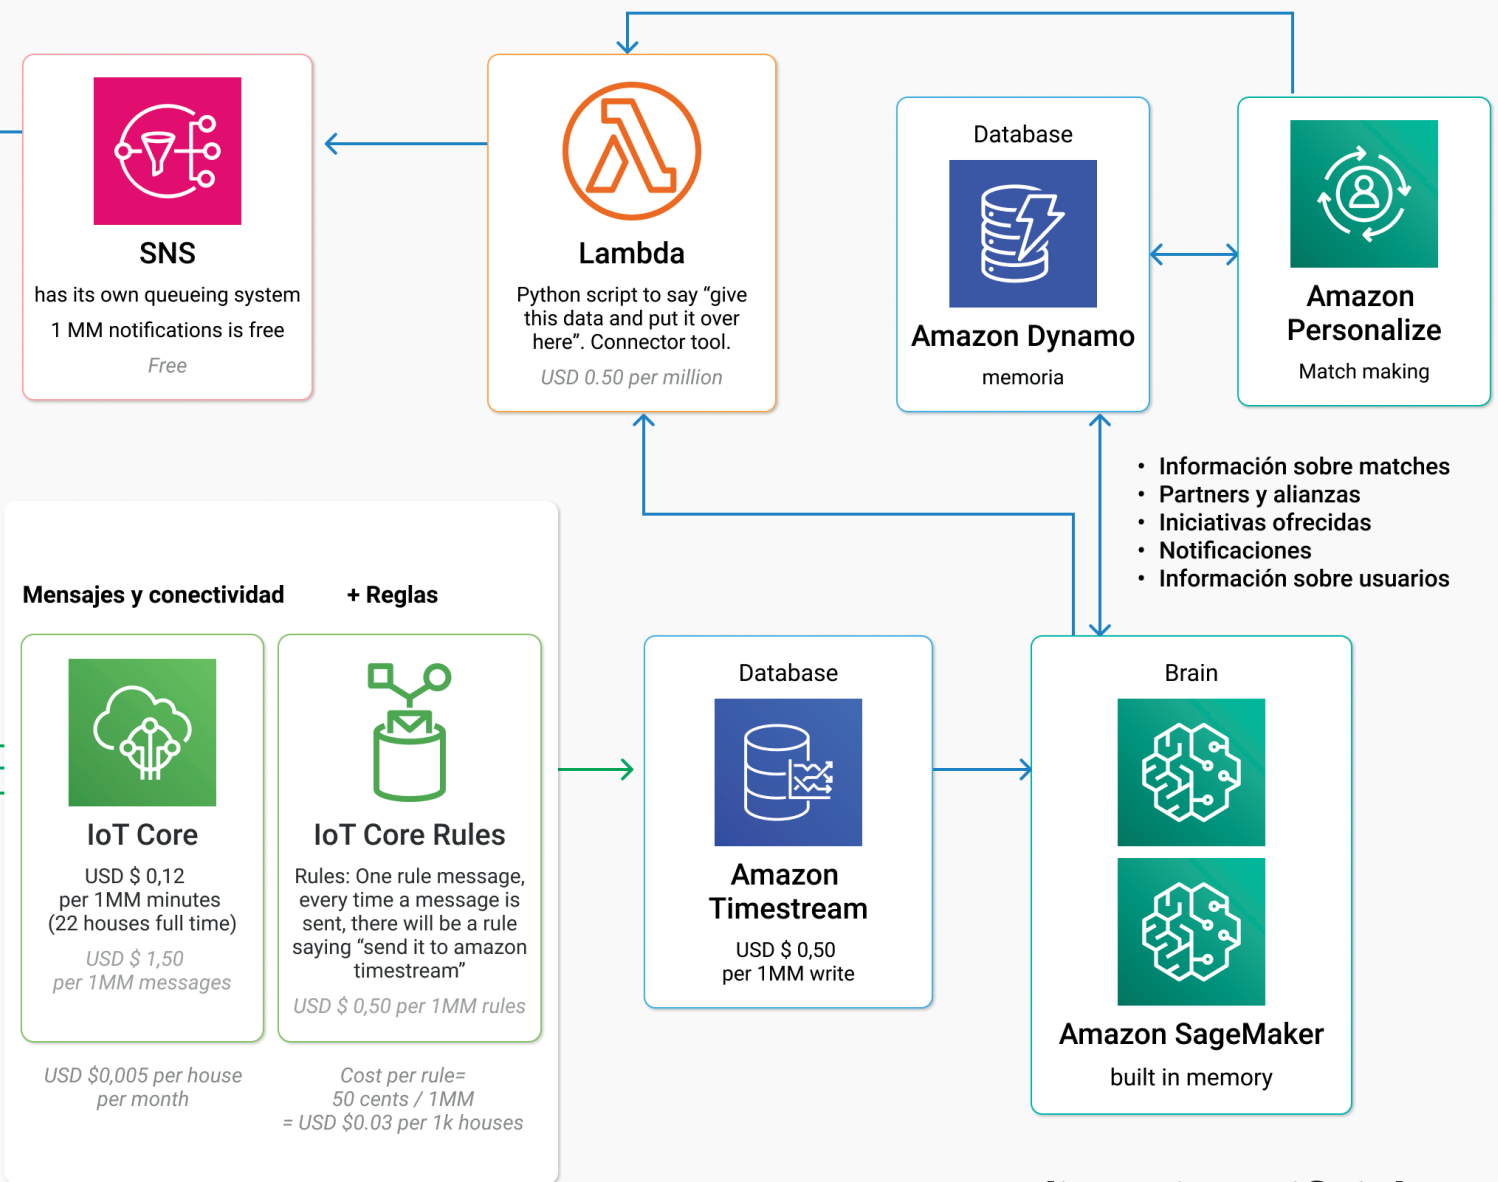 SNS
has its own queueing system
1 MM notifications is free
Free
Lambda
Python script to say “give
this data and put it over
here”. Connector tool.
USD 0.50 per million
Database
Amazon Dynamo
memoria
Amazon
Personalize
Match making
• Información sobre matches
• Partners y alianzas
• Iniciativas ofrecidas
• Notificaciones
• Información sobre usuarios
Mensajes y conectividad
+ Reglas
IoT Core
USD $ 0,12
per 1MM minutes
(22 houses full time)
USD $ 1,50
per 1MM messages
USD $0,005 per house
per month
IoT Core Rules
Rules: One rule message,
every time a message is
sent, there will be a rule
saying “send it to amazon
timestream”
USD $ 0,50 per 1MM rules
Cost per rule=
50 cents / 1MM
= USD $0.03 per 1k houses
Database
Amazon
Timestream
USD $ 0,50
per 1MM write
Brain
Amazon SageMaker
built in memory